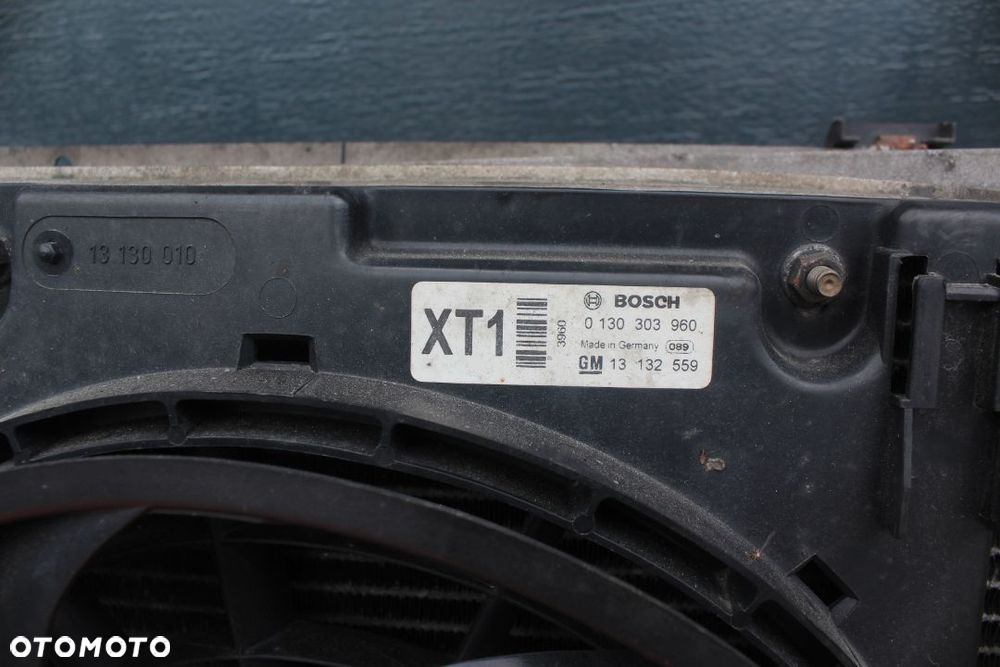 13 130 010
XT1
3960
BOSCH
0 130 303 960
Made in Germany 089
GM 13 132 559
OTOMOTO